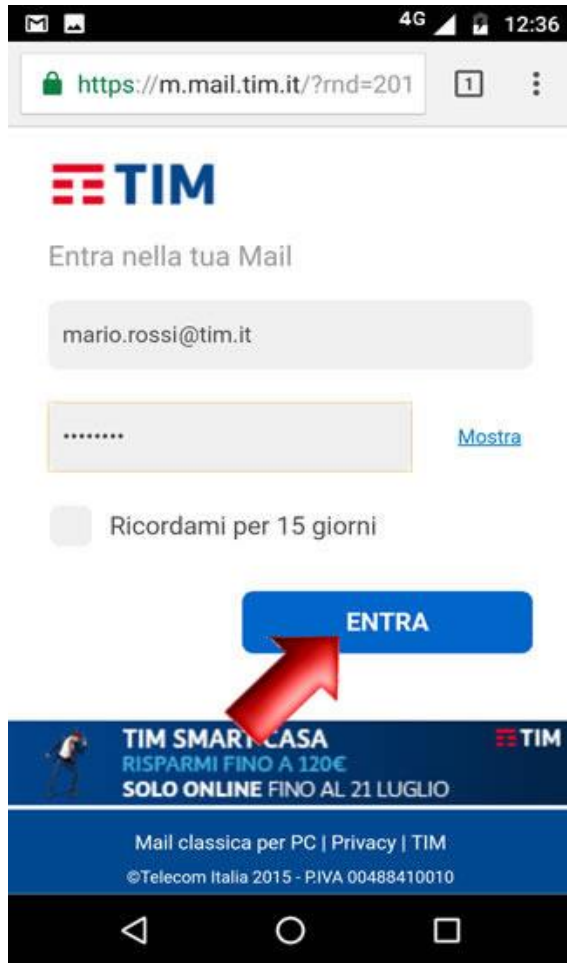 4G 12:36
https://m.mail.tim.it/?rnd=201 1
TIM
Entra nella tua Mail
mario.rossi@tim.it
•••••••• Mostra
Ricordami per 15 giorni
ENTRA
TIM SMART CASA TIM
RISPARMI FINO A 120€
SOLO ONLINE FINO AL 21 LUGLIO
Mail classica per PC | Privacy | TIM
©Telecom Italia 2015 - P.IVA 00488410010